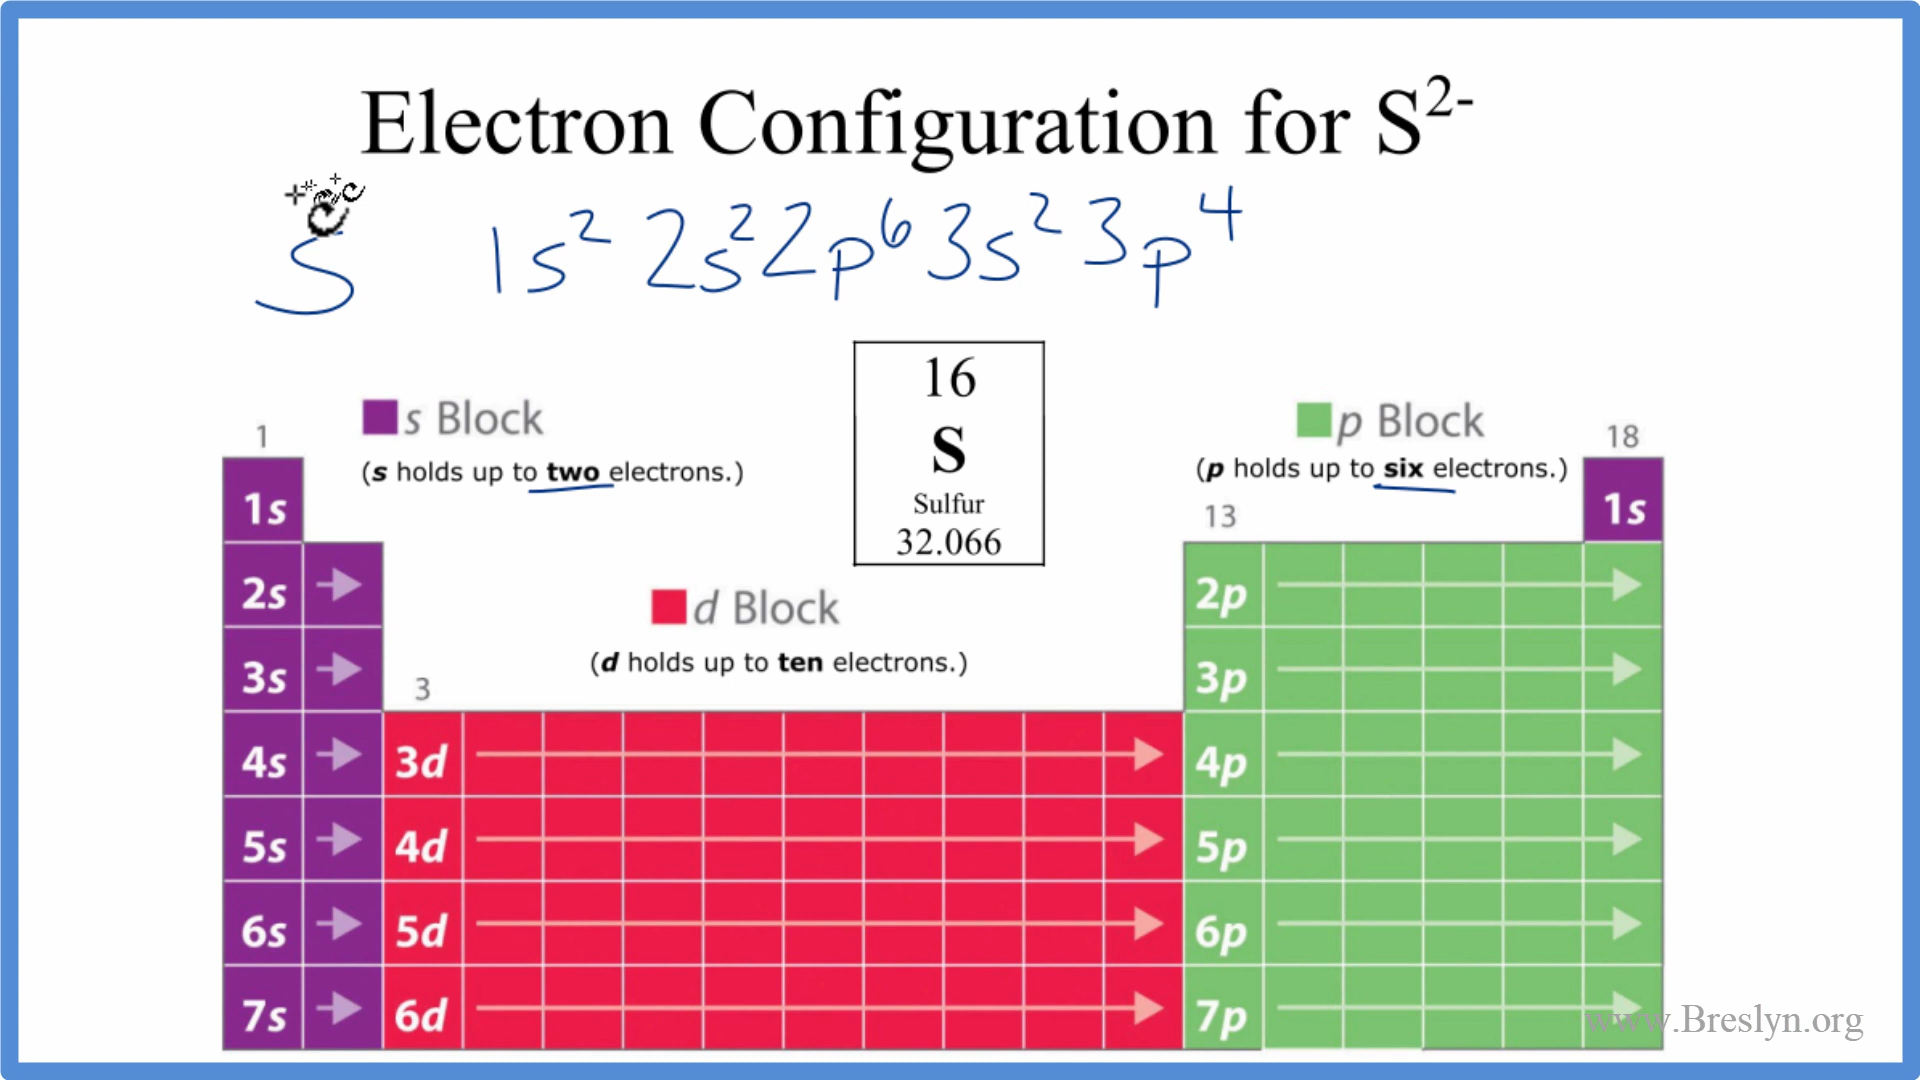 Electron Configuration for S²⁻
S 1s² 2s² 2p⁶ 3s² 3p⁴
16
S
Sulfur
32.066
s Block
(s holds up to two electrons.)
p Block
(p holds up to six electrons.)
d Block
(d holds up to ten electrons.)
1 18
13
3
1s 1s
2s 2p
3s 3p
4s 3d 4p
5s 4d 5p
6s 5d 6p
7s 6d 7p
www.Breslyn.org